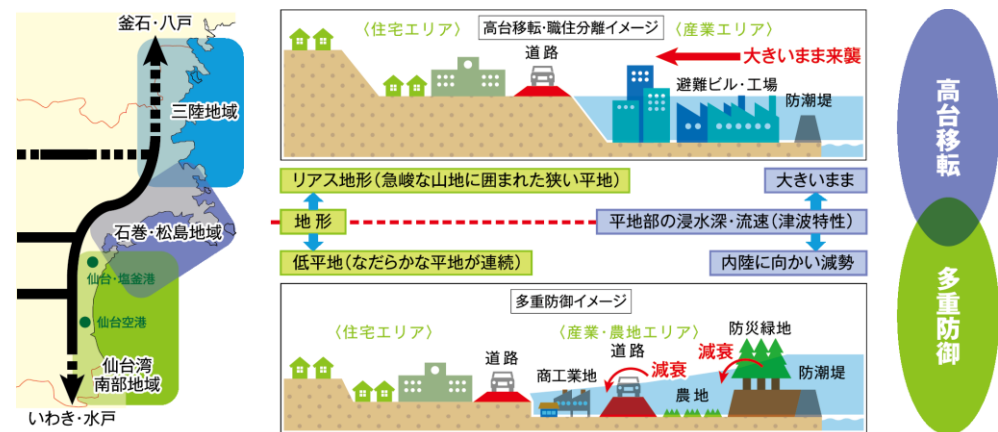 釜石・八戸
三陸地域
石巻・松島地域
仙台・塩釜港
仙台空港
仙台湾
南部地域
いわき・水戸
高台移転・職住分離イメージ
〈住宅エリア〉
〈産業エリア〉
道路
大きいまま来襲
避難ビル・工場
防潮堤
リアス地形(急峻な山地に囲まれた狭い平地)
大きいまま
地形
平地部の浸水深・流速(津波特性)
低平地(なだらかな平地が連続)
内陸に向かい減勢
多重防御イメージ
〈住宅エリア〉
〈産業・農地エリア〉
防災緑地
道路
道路
減衰
減衰
商工業地
農地
防潮堤
高台移転
多重防御